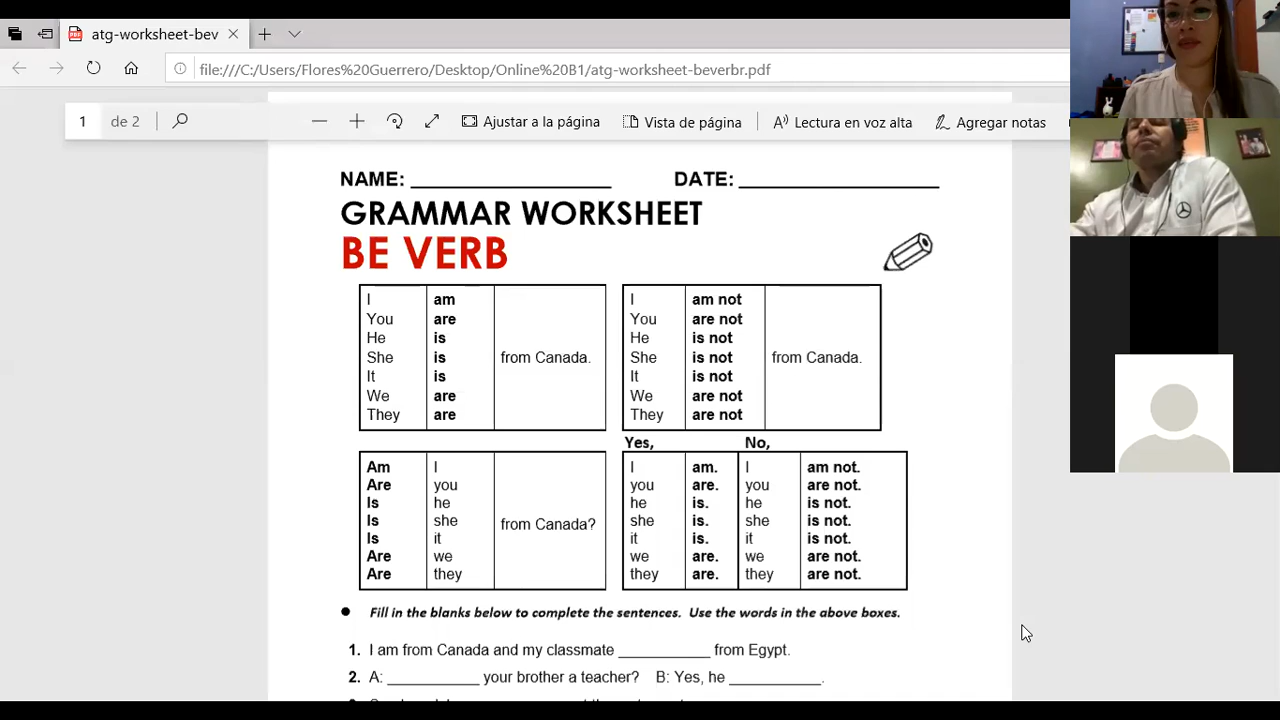 atg-worksheet-bev
file:///C:/Users/Flores%20Guerrero/Desktop/Online%20B1/atg-worksheet-beverbr.pdf
1 de 2 Ajustar a la página Vista de página Lectura en voz alta Agregar notas
NAME: ____________________ DATE: ____________________
GRAMMAR WORKSHEET
BE VERB
I am
You are
He is
She is from Canada.
It is
We are
They are
I am not
You are not
He is not
She is not from Canada.
It is not
We are not
They are not
Am I
Are you
Is he
Is she from Canada?
Is it
Are we
Are they
Yes, No,
I am. I am not.
you are. you are not.
he is. he is not.
she is. she is not.
it is. it is not.
we are. we are not.
they are. they are not.
● Fill in the blanks below to complete the sentences. Use the words in the above boxes.
1. I am from Canada and my classmate __________ from Egypt.
2. A: __________ your brother a teacher? B: Yes, he __________.